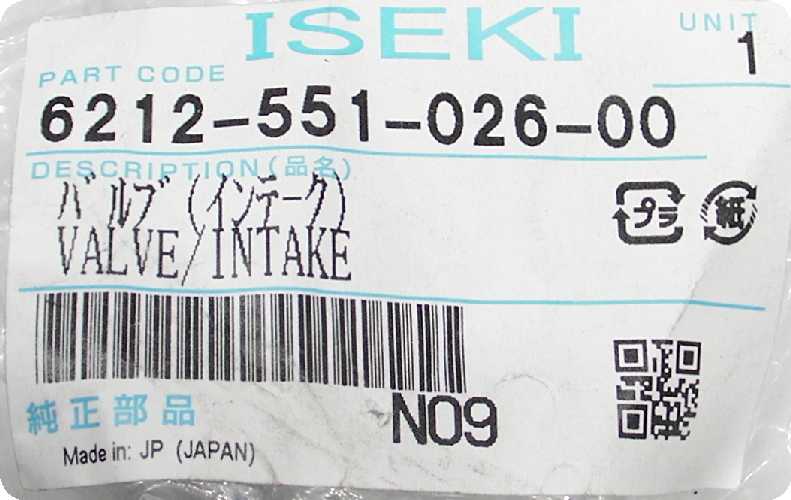 ISEKI
UNIT
1
PART CODE
6212-551-026-00
DESCRIPTION(品名)
バルブ(インテーク)
VALVE/INTAKE
プラ
紙
純正部品
N09
Made in: JP (JAPAN)